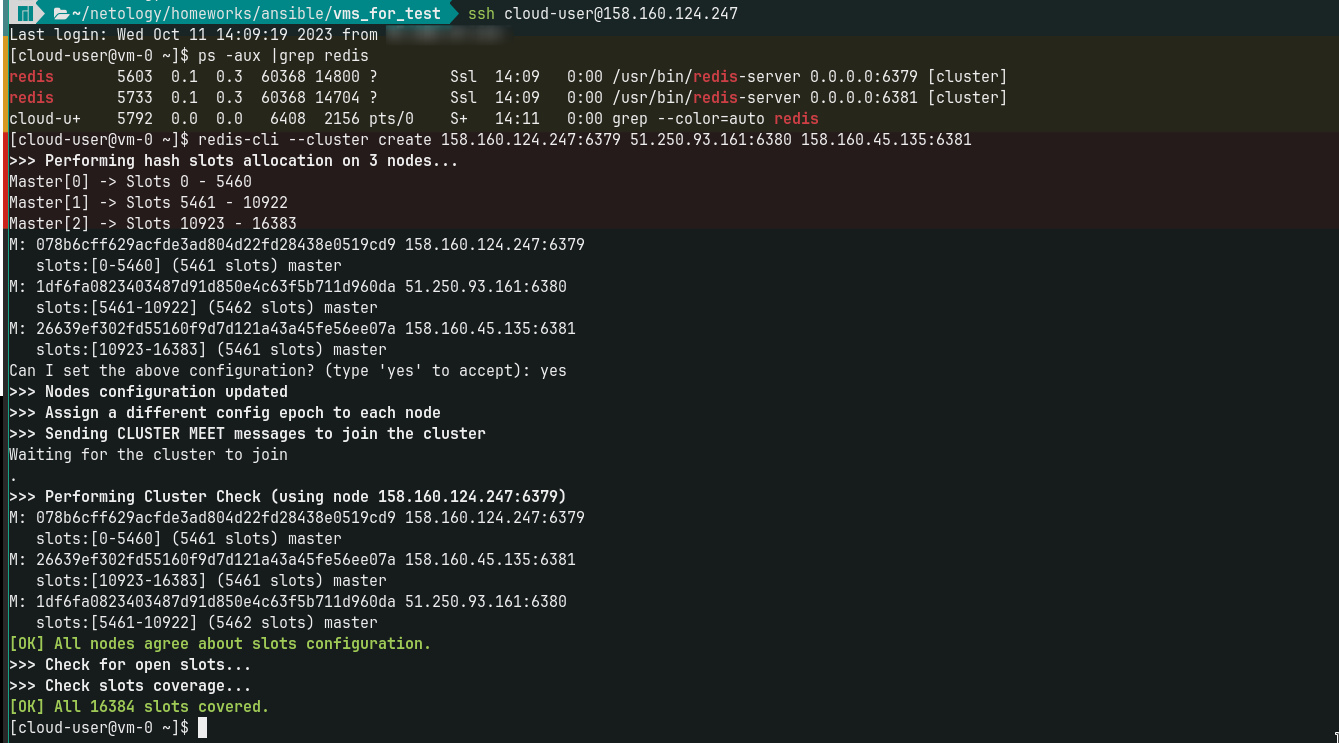 ~/netology/homeworks/ansible/vms_for_test ssh cloud-user@158.160.124.247
Last login: Wed Oct 11 14:09:19 2023 from
[cloud-user@vm-0 ~]$ ps -aux |grep redis
redis       5603  0.1  0.3  60368 14800 ?        Ssl  14:09   0:00 /usr/bin/redis-server 0.0.0.0:6379 [cluster]
redis       5733  0.1  0.3  60368 14704 ?        Ssl  14:09   0:00 /usr/bin/redis-server 0.0.0.0:6381 [cluster]
cloud-u+    5792  0.0  0.0   6408  2156 pts/0    S+   14:11   0:00 grep --color=auto redis
[cloud-user@vm-0 ~]$ redis-cli --cluster create 158.160.124.247:6379 51.250.93.161:6380 158.160.45.135:6381
>>> Performing hash slots allocation on 3 nodes...
Master[0] -> Slots 0 - 5460
Master[1] -> Slots 5461 - 10922
Master[2] -> Slots 10923 - 16383
M: 078b6cff629acfde3ad804d22fd28438e0519cd9 158.160.124.247:6379
   slots:[0-5460] (5461 slots) master
M: 1df6fa0823403487d91d850e4c63f5b711d960da 51.250.93.161:6380
   slots:[5461-10922] (5462 slots) master
M: 26639ef302fd55160f9d7d121a43a45fe56ee07a 158.160.45.135:6381
   slots:[10923-16383] (5461 slots) master
Can I set the above configuration? (type 'yes' to accept): yes
>>> Nodes configuration updated
>>> Assign a different config epoch to each node
>>> Sending CLUSTER MEET messages to join the cluster
Waiting for the cluster to join
.
>>> Performing Cluster Check (using node 158.160.124.247:6379)
M: 078b6cff629acfde3ad804d22fd28438e0519cd9 158.160.124.247:6379
   slots:[0-5460] (5461 slots) master
M: 26639ef302fd55160f9d7d121a43a45fe56ee07a 158.160.45.135:6381
   slots:[10923-16383] (5461 slots) master
M: 1df6fa0823403487d91d850e4c63f5b711d960da 51.250.93.161:6380
   slots:[5461-10922] (5462 slots) master
[OK] All nodes agree about slots configuration.
>>> Check for open slots...
>>> Check slots coverage...
[OK] All 16384 slots covered.
[cloud-user@vm-0 ~]$